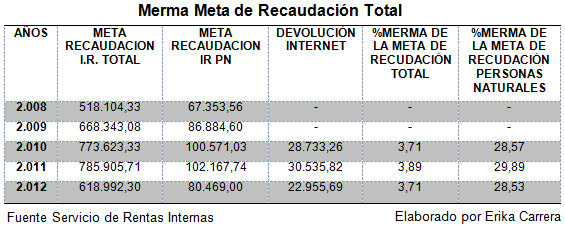 Merma Meta de Recaudación Total
AÑOS META RECAUDACION I.R. TOTAL META RECAUDACION IR PN DEVOLUCIÓN INTERNET %MERMA DE LA META DE RECUDACIÓN TOTAL %MERMA DE LA META DE RECUDACIÓN PERSONAS NATURALES
2.008 518.104,33 67.353,56 - - -
2.009 668.343,08 86.884,60 - - -
2.010 773.623,33 100.571,03 28.733,26 3,71 28,57
2.011 785.905,71 102.167,74 30.535,82 3,89 29,89
2.012 618.992,30 80.469,00 22.955,69 3,71 28,53
Fuente Servicio de Rentas Internas Elaborado por Erika Carrera